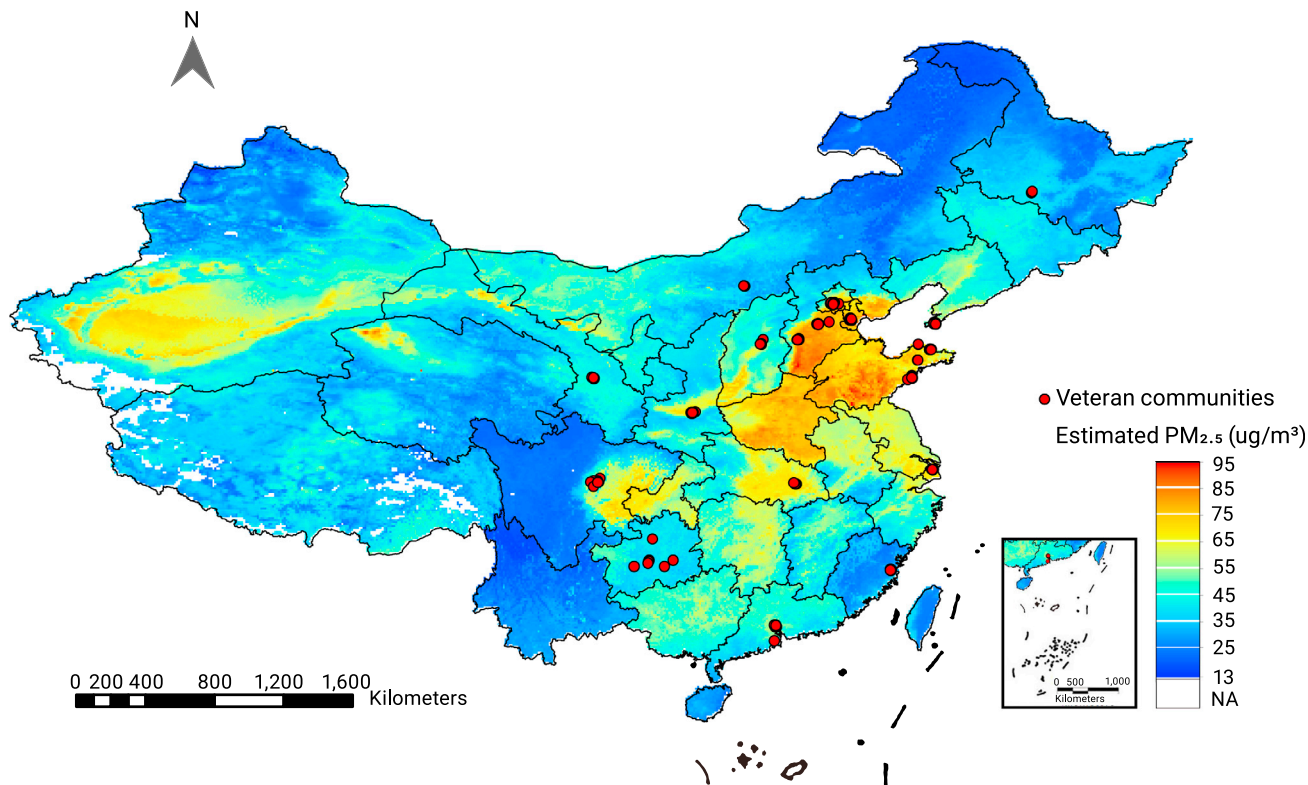 N
Veteran communities
Estimated PM₂.₅ (ug/m³)
95
85
75
65
55
45
35
25
13
NA
0 200 400 800 1,200 1,600 Kilometers
0 500 1,000
Kilometers